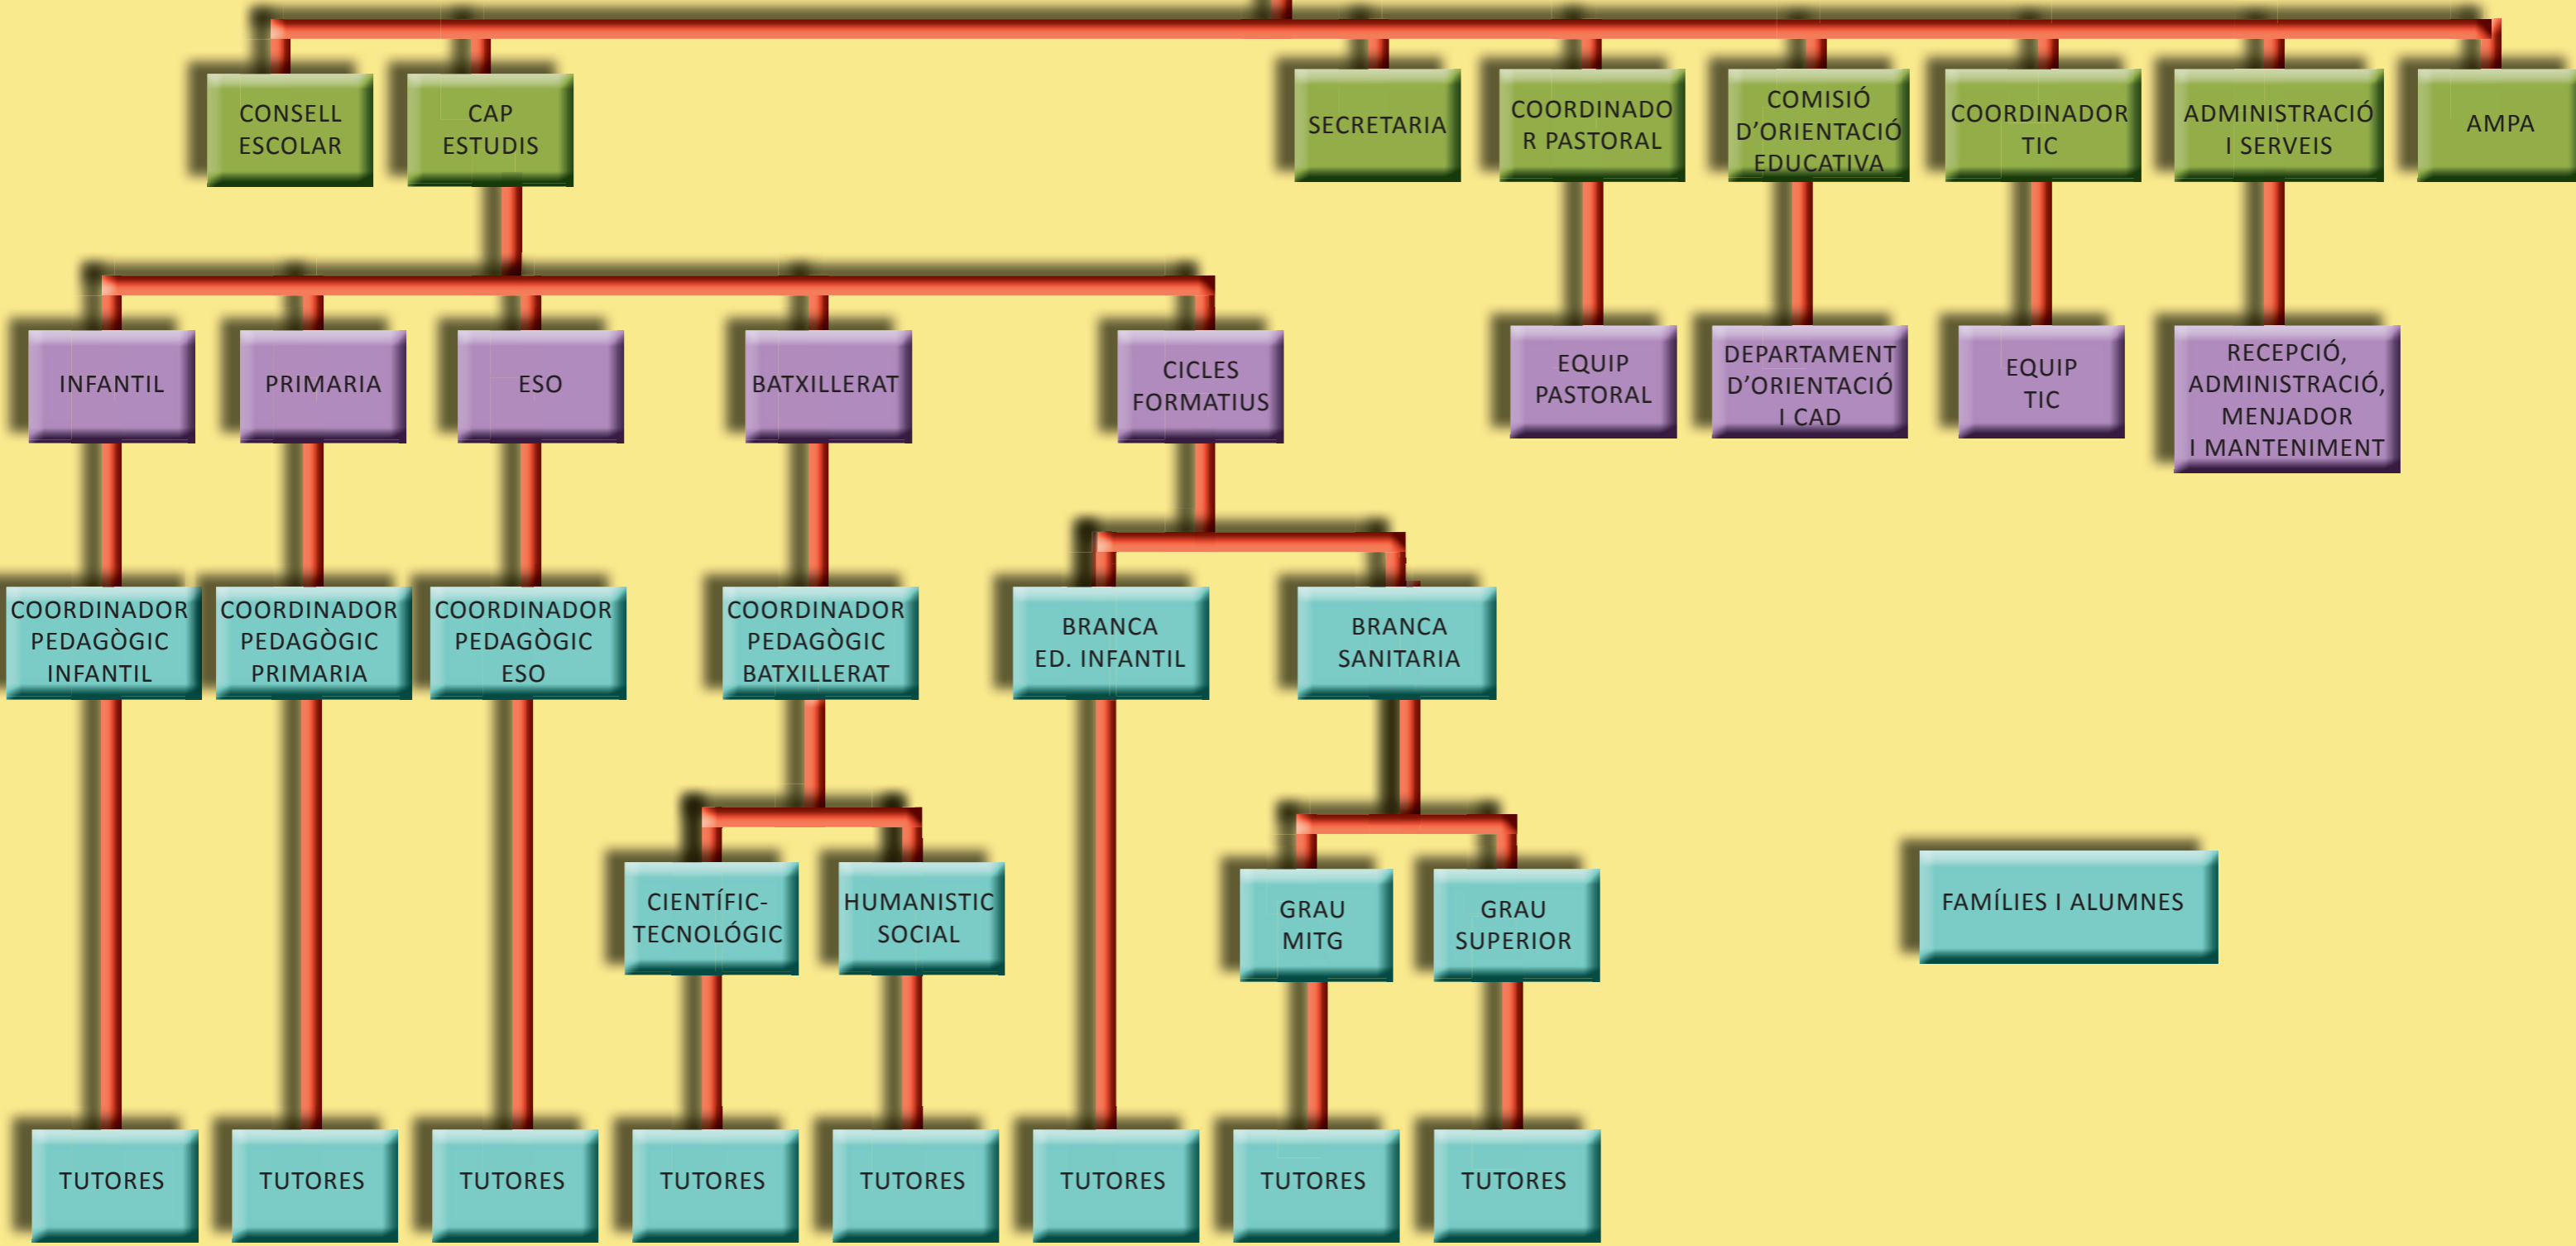 CONSELL
ESCOLAR
CAP
ESTUDIS
SECRETARIA
COORDINADO
R PASTORAL
COMISIÓ
D’ORIENTACIÓ
EDUCATIVA
COORDINADOR
TIC
ADMINISTRACIÓ
I SERVEIS
AMPA
INFANTIL
PRIMARIA
ESO
BATXILLERAT
CICLES
FORMATIUS
EQUIP
PASTORAL
DEPARTAMENT
D’ORIENTACIÓ
I CAD
EQUIP
TIC
RECEPCIÓ,
ADMINISTRACIÓ,
MENJADOR
I MANTENIMENT
COORDINADOR
PEDAGÒGIC
INFANTIL
COORDINADOR
PEDAGÒGIC
PRIMARIA
COORDINADOR
PEDAGÒGIC
ESO
COORDINADOR
PEDAGÒGIC
BATXILLERAT
BRANCA
ED. INFANTIL
BRANCA
SANITARIA
CIENTÍFIC-
TECNOLÓGIC
HUMANISTIC
SOCIAL
GRAU
MITG
GRAU
SUPERIOR
FAMÍLIES I ALUMNES
TUTORES
TUTORES
TUTORES
TUTORES
TUTORES
TUTORES
TUTORES
TUTORES